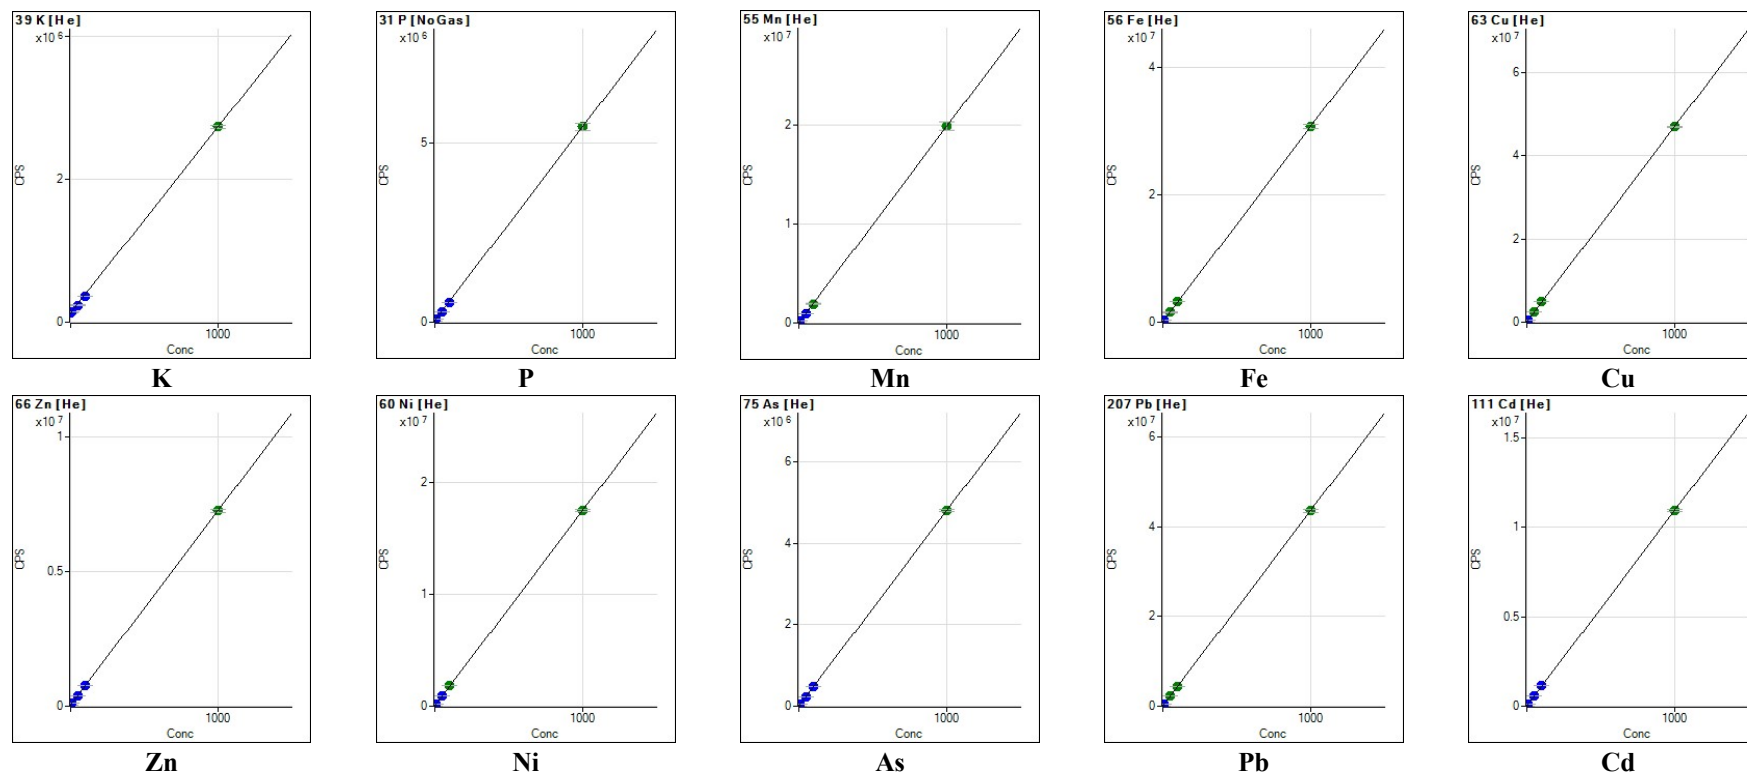 39 K [He]
x10 6
2
0
CPS
1000
Conc
K
31 P [NoGas]
x10 6
5
0
CPS
1000
Conc
P
55 Mn [He]
x10 7
2
1
0
CPS
1000
Conc
Mn
56 Fe [He]
x10 7
4
2
0
CPS
1000
Conc
Fe
63 Cu [He]
x10 7
6
4
2
0
CPS
1000
Conc
Cu
66 Zn [He]
x10 7
1
0.5
0
CPS
1000
Conc
Zn
60 Ni [He]
x10 7
2
1
0
CPS
1000
Conc
Ni
75 As [He]
x10 6
6
4
2
0
CPS
1000
Conc
As
207 Pb [He]
x10 7
6
4
2
0
CPS
1000
Conc
Pb
111 Cd [He]
x10 7
1.5
1
0.5
0
CPS
1000
Conc
Cd